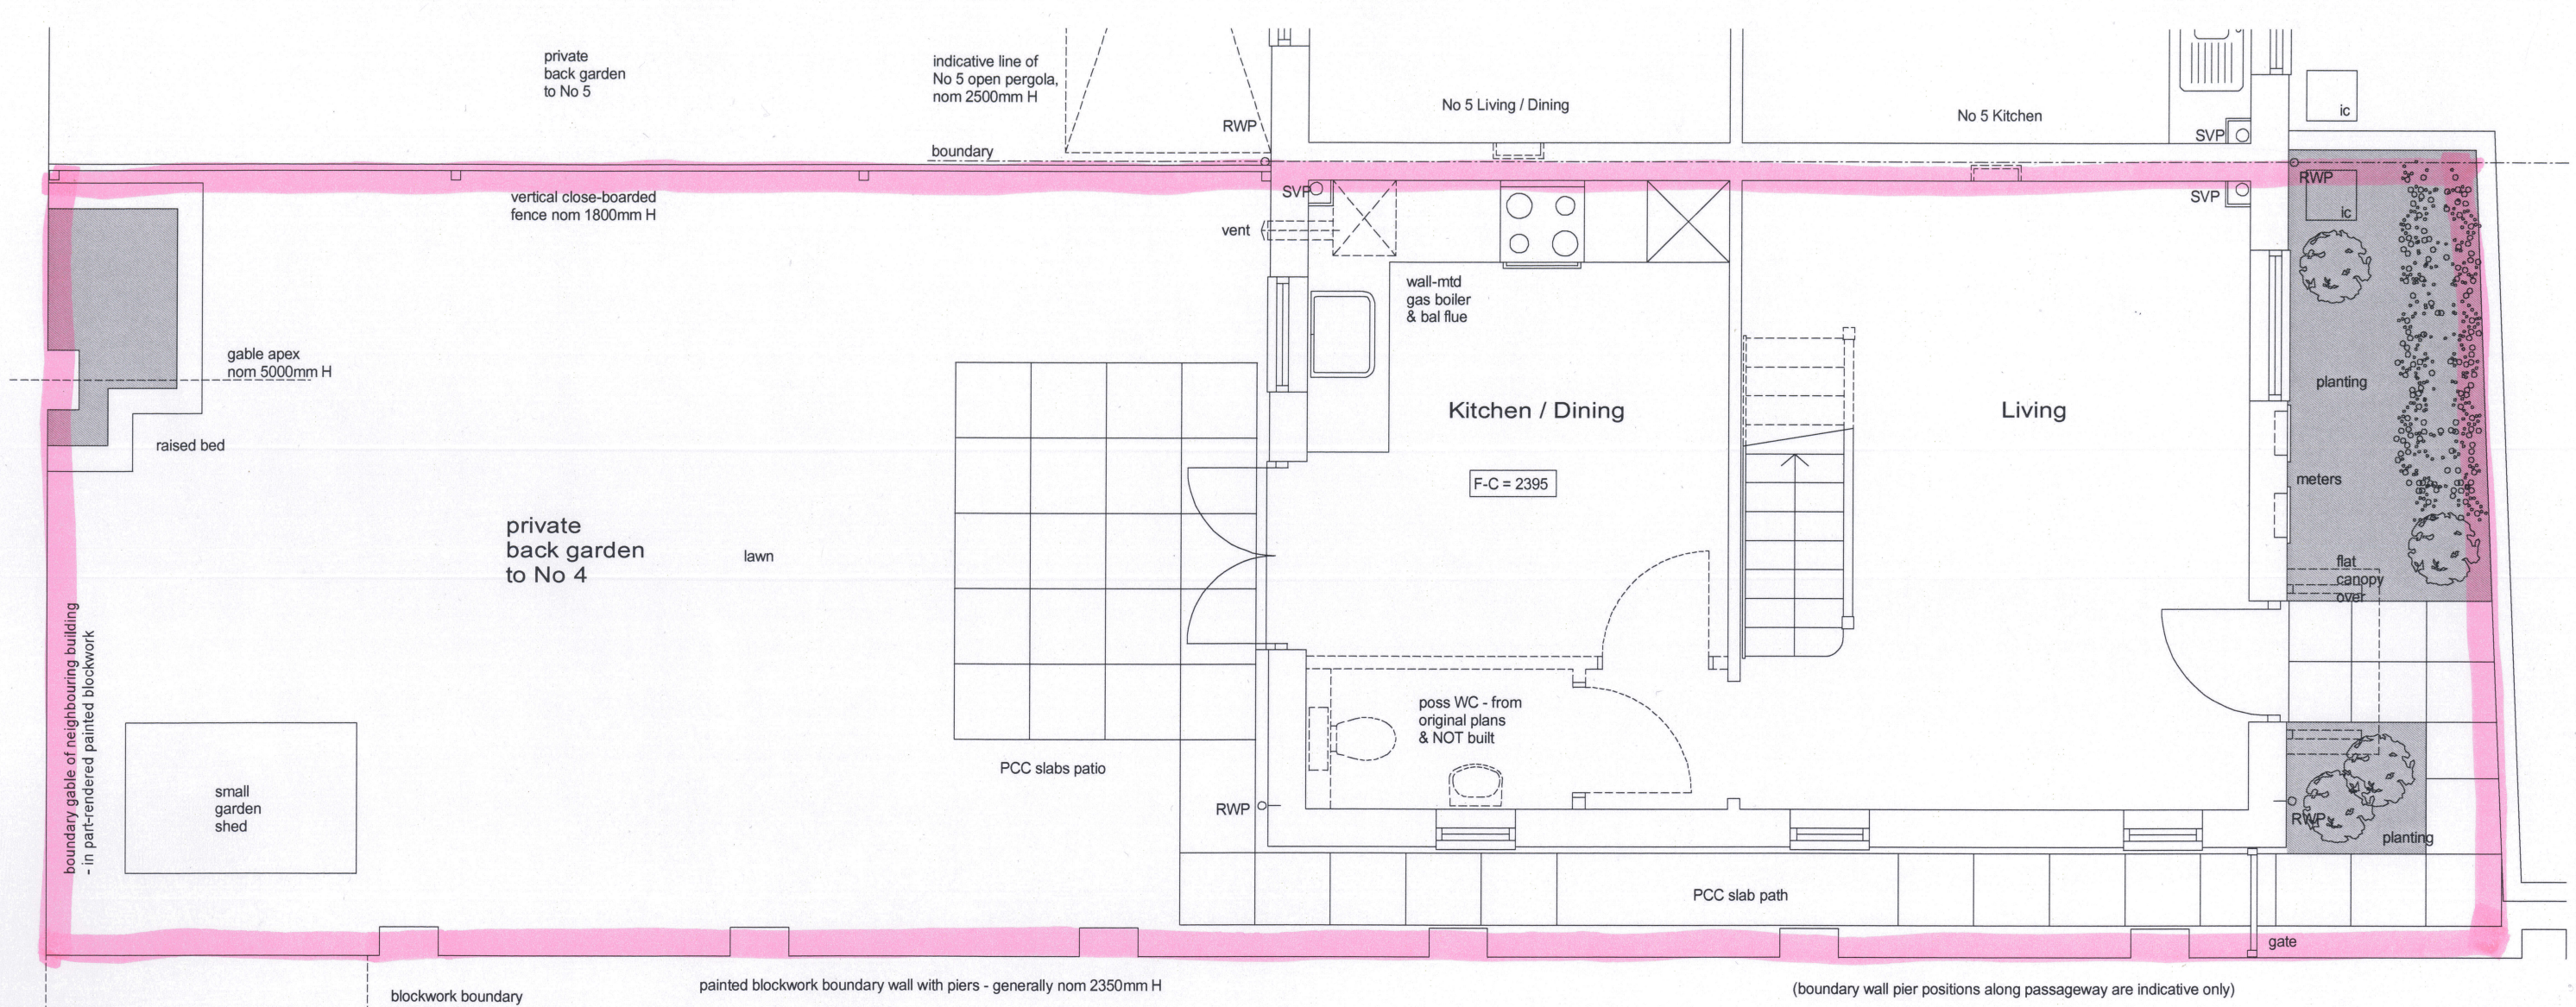 private
back garden
to No 5
indicative line of
No 5 open pergola,
nom 2500mm H
RWP
boundary
No 5 Living / Dining
No 5 Kitchen
SVP
ic
vertical close-boarded
fence nom 1800mm H
SVP
vent
SVP
RWP
ic
wall-mtd
gas boiler
& bal flue
gable apex
nom 5000mm H
raised bed
Kitchen / Dining
Living
planting
F-C = 2395
meters
private
back garden
to No 4
lawn
flat
canopy
over
boundary gable of neighbouring building
- in part-rendered painted blockwork
poss WC - from
original plans
& NOT built
PCC slabs patio
small
garden
shed
RWP
RWP
planting
PCC slab path
gate
painted blockwork boundary wall with piers - generally nom 2350mm H
(boundary wall pier positions along passageway are indicative only)
blockwork boundary